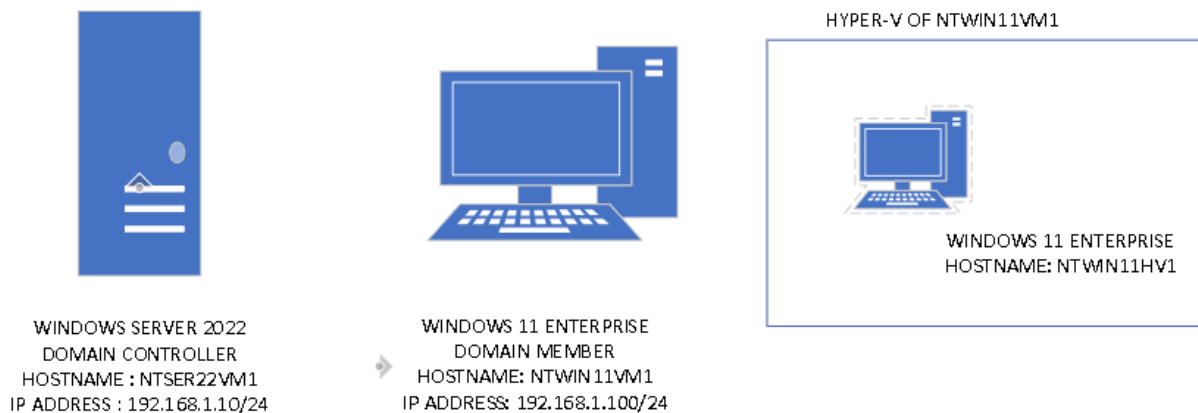 WINDOWS SERVER 2022
DOMAIN CONTROLLER
HOSTNAME : NTSER22VM1
IP ADDRESS : 192.168.1.10/24
WINDOWS 11 ENTERPRISE
DOMAIN MEMBER
HOSTNAME: NTWIN11VM1
IP ADDRESS: 192.168.1.100/24
HYPER-V OF NTWIN11VM1
WINDOWS 11 ENTERPRISE
HOSTNAME: NTWIN11HV1